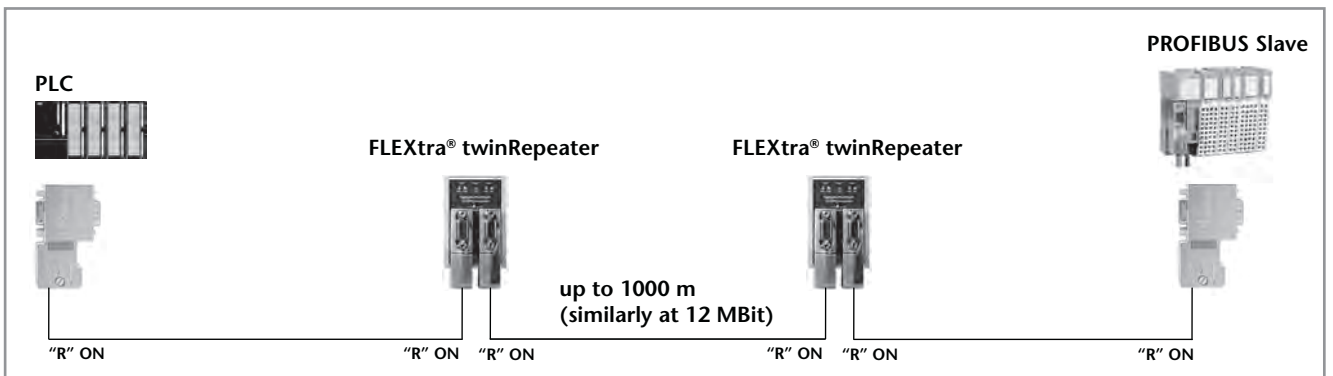 PROFIBUS Slave
PLC
FLEXtra® twinRepeater
FLEXtra® twinRepeater
up to 1000 m
(similarly at 12 MBit)
“R” ON
“R” ON
“R” ON
“R” ON
“R” ON
“R” ON